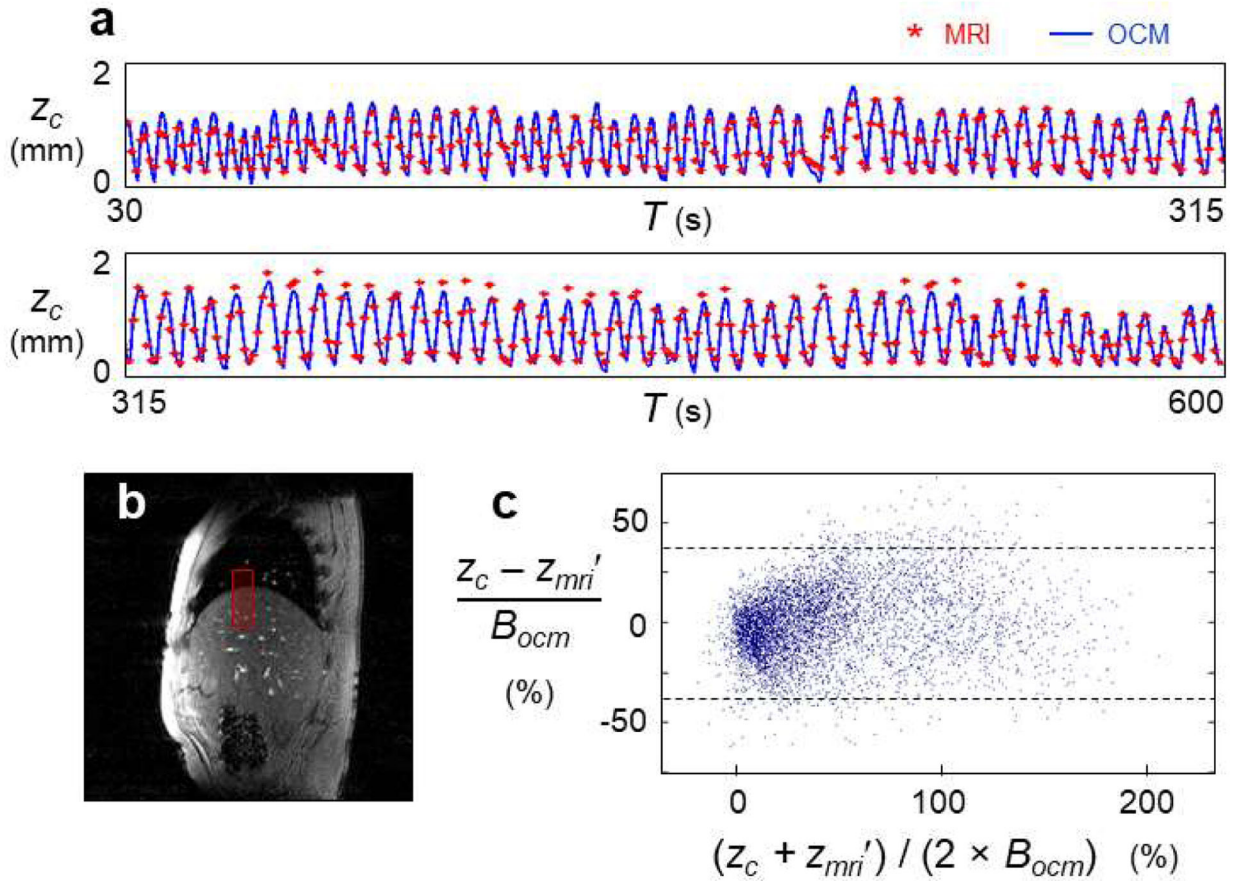 a
* MRI — OCM
2
z_c
(mm)
0
30 T (s) 315
2
z_c
(mm)
0
315 T (s) 600
b
c
50
z_c – z_mri′
B_ocm
0
(%)
-50
0 100 200
(z_c + z_mri′) / (2 × B_ocm) (%)